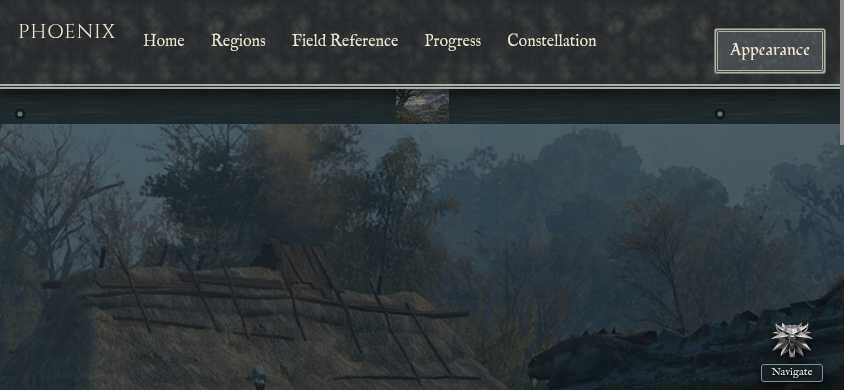 PHOENIX
Home Regions Field Reference Progress Constellation
Appearance
Navigate